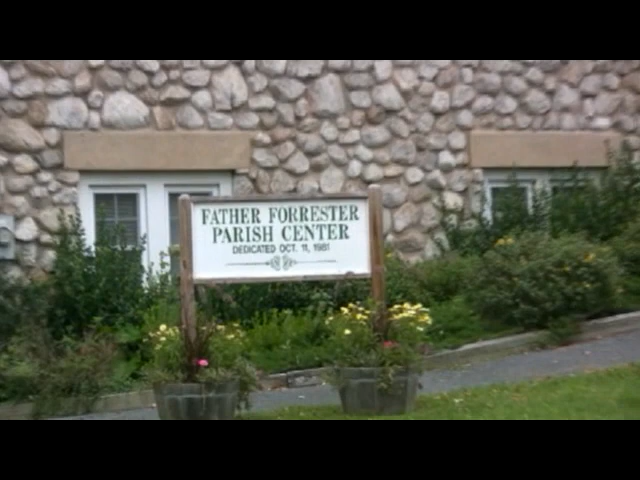 FATHER FORRESTER
PARISH CENTER
DEDICATED OCT. 11, 1981